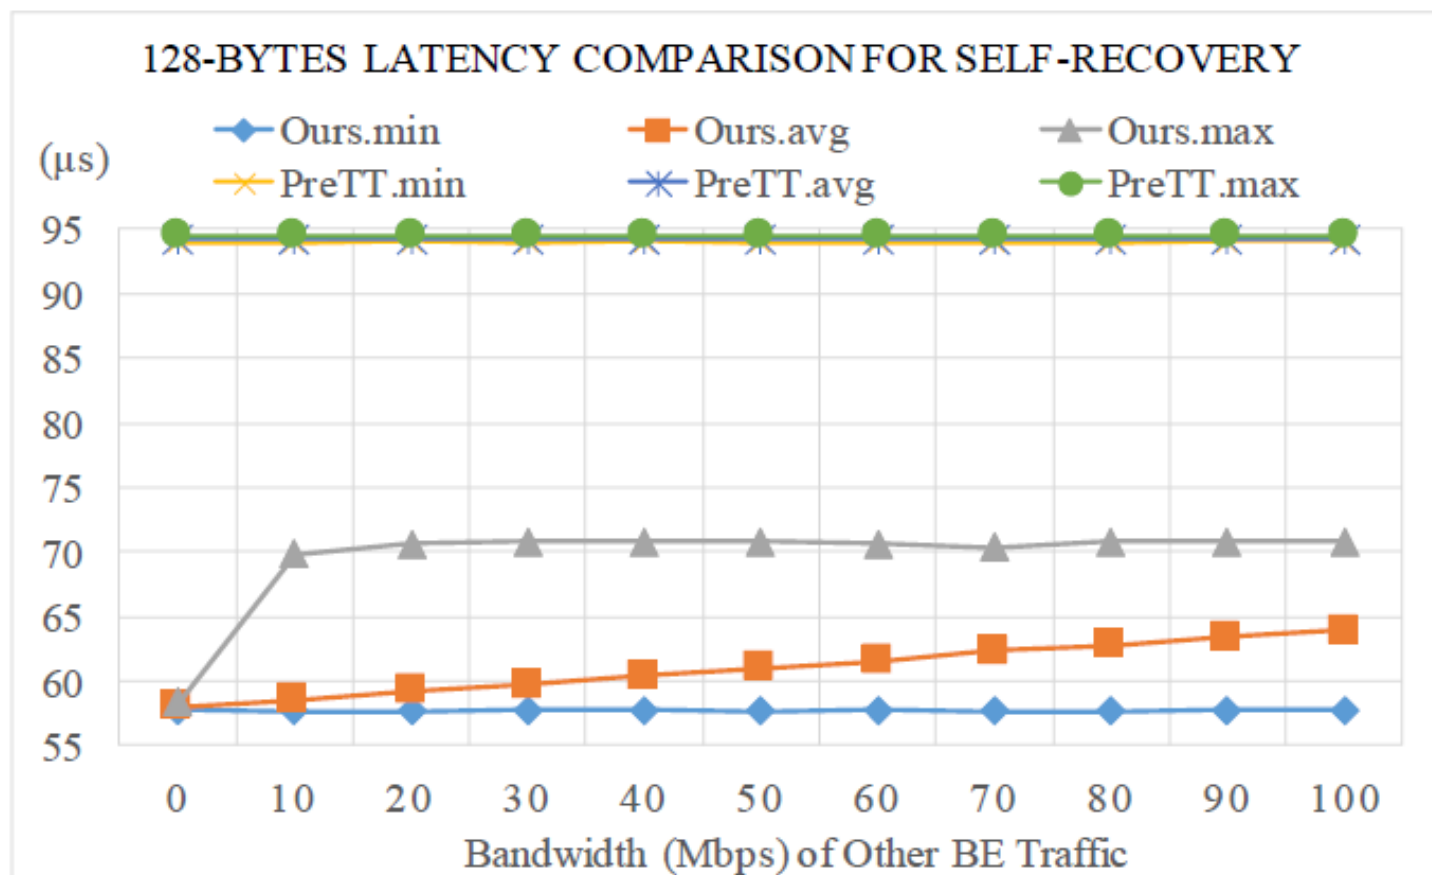 128-BYTES LATENCY COMPARISON FOR SELF-RECOVERY
Ours.min Ours.avg Ours.max
(μs)
PreTT.min PreTT.avg PreTT.max
95
90
85
80
75
70
65
60
55
0 10 20 30 40 50 60 70 80 90 100
Bandwidth (Mbps) of Other BE Traffic